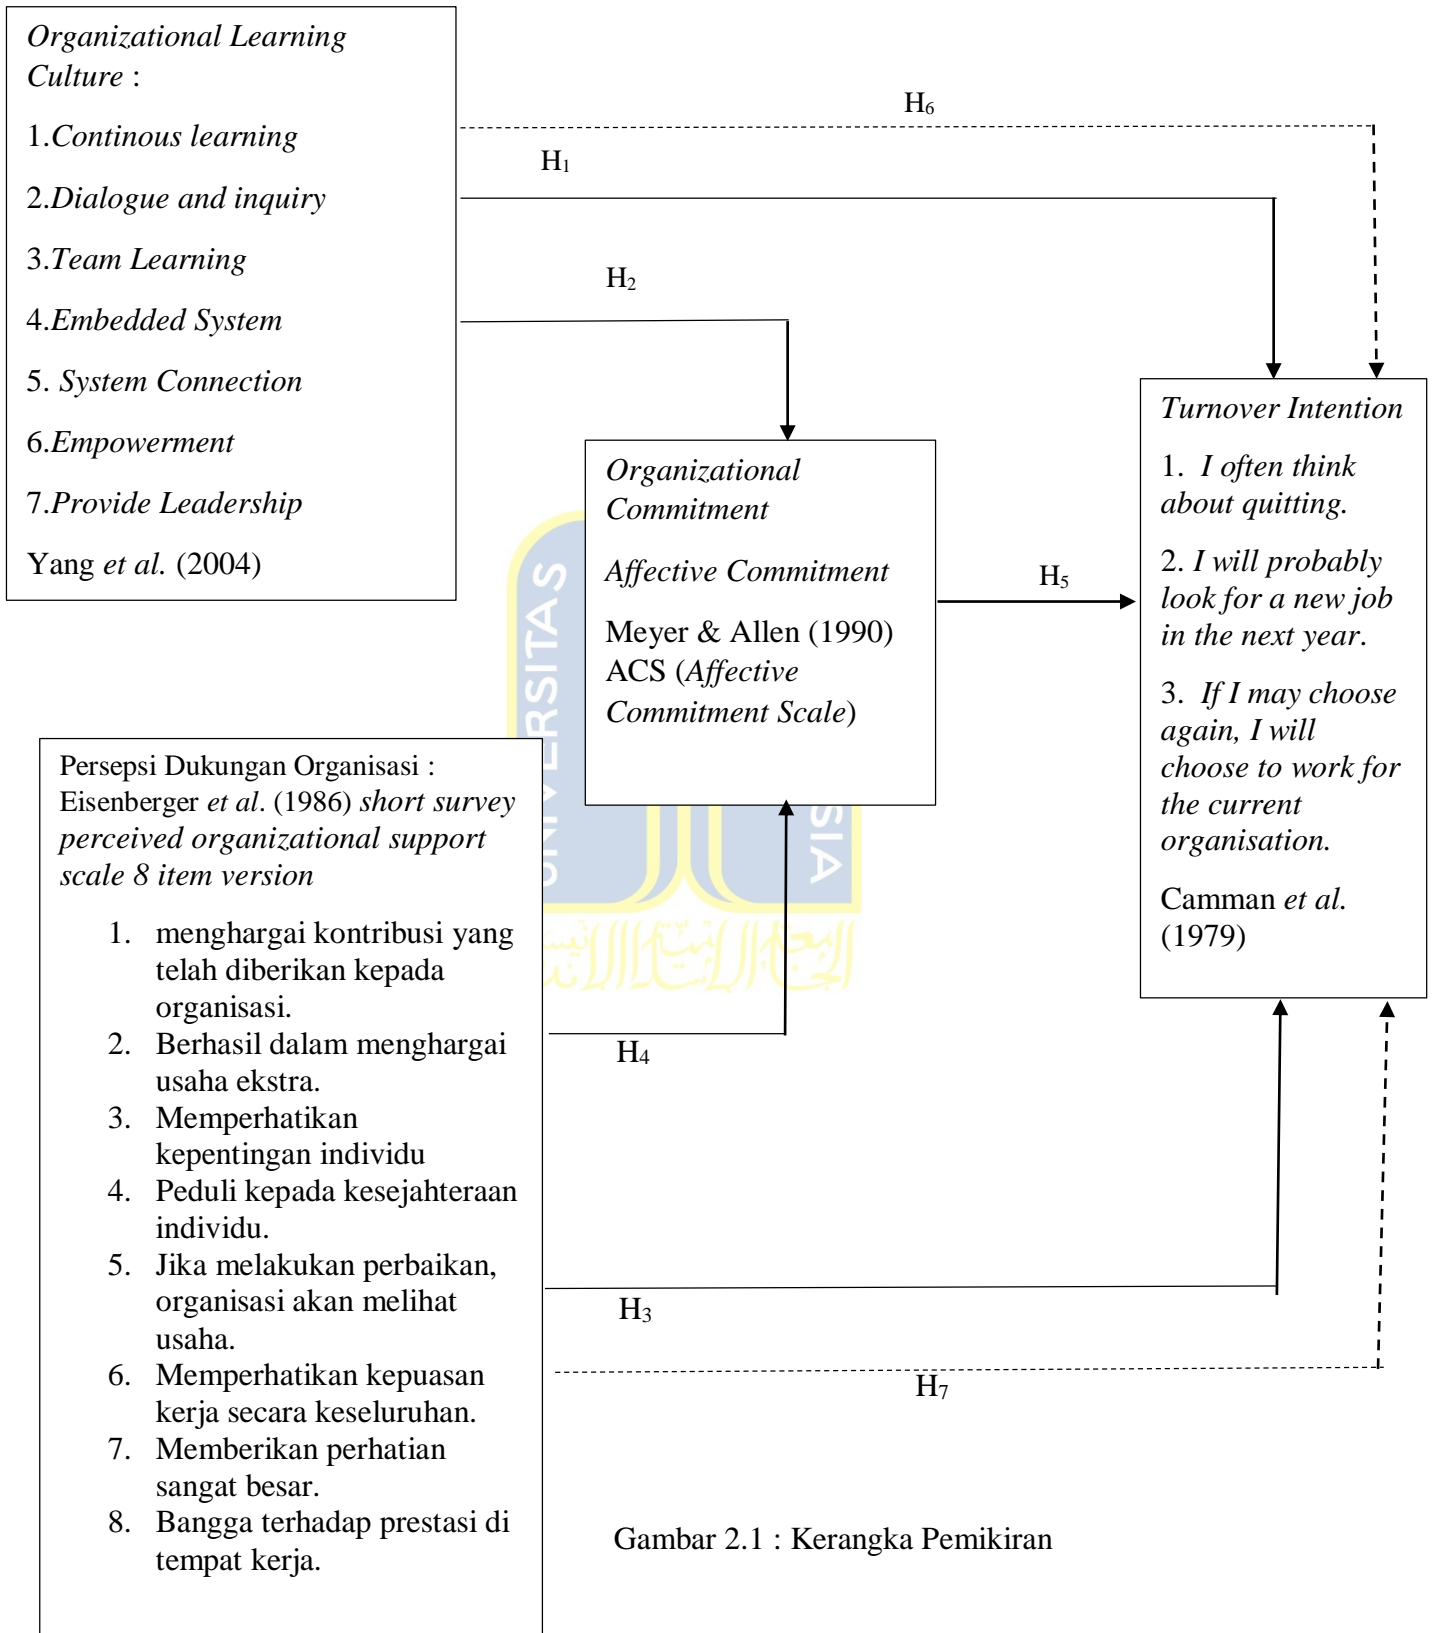 Organizational Learning
Culture :
1.Continous learning
2.Dialogue and inquiry
3.Team Learning
4.Embedded System
5. System Connection
6.Empowerment
7.Provide Leadership
Yang et al. (2004)
H6
H1
H2
Organizational
Commitment
Affective Commitment
Meyer & Allen (1990)
ACS (Affective
Commitment Scale)
H5
Turnover Intention
1. I often think
about quitting.
2. I will probably
look for a new job
in the next year.
3. If I may choose
again, I will
choose to work for
the current
organisation.
Camman et al.
(1979)
Persepsi Dukungan Organisasi :
Eisenberger et al. (1986) short survey
perceived organizational support
scale 8 item version
1. menghargai kontribusi yang
telah diberikan kepada
organisasi.
2. Berhasil dalam menghargai
usaha ekstra.
3. Memperhatikan
kepentingan individu
4. Peduli kepada kesejahteraan
individu.
5. Jika melakukan perbaikan,
organisasi akan melihat
usaha.
6. Memperhatikan kepuasan
kerja secara keseluruhan.
7. Memberikan perhatian
sangat besar.
8. Bangga terhadap prestasi di
tempat kerja.
H4
H3
H7
UNIVERSITAS
Gambar 2.1 : Kerangka Pemikiran